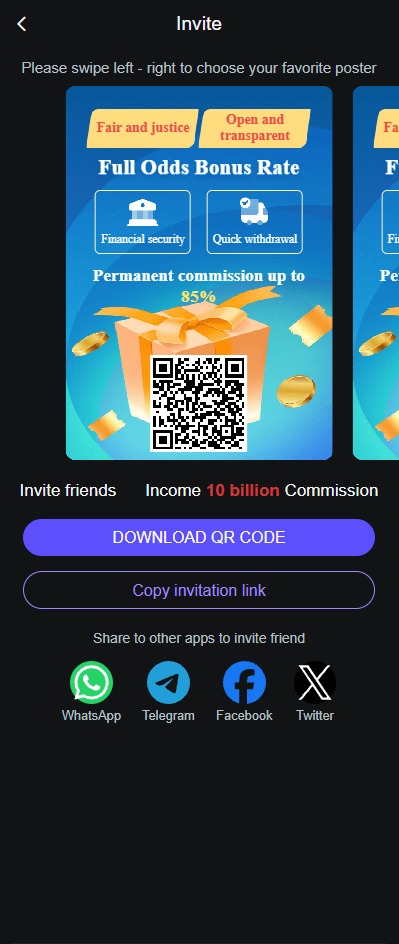 Invite
Please swipe left - right to choose your favorite poster
Fair and justice
Open and
transparent
Full Odds Bonus Rate
Financial security
Quick withdrawal
Permanent commission up to
85%
Invite friends
Income 10 billion Commission
DOWNLOAD QR CODE
Copy invitation link
Share to other apps to invite friend
WhatsApp
Telegram
Facebook
Twitter